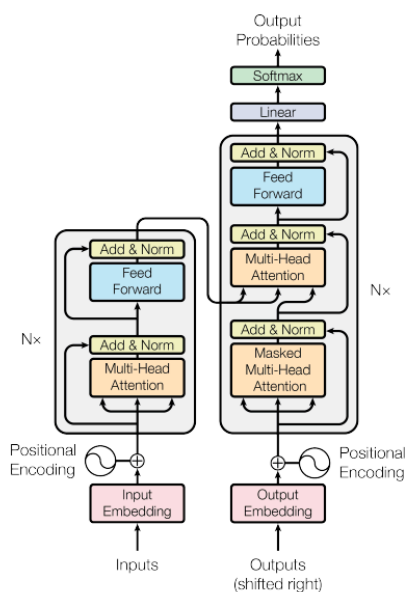 Output
Probabilities
Softmax
Linear
Add & Norm
Feed
Forward
Add & Norm
Multi-Head
Attention
Add & Norm
Masked
Multi-Head
Attention
Nx
Positional
Encoding
Output
Embedding
Outputs
(shifted right)
Add & Norm
Feed
Forward
Add & Norm
Multi-Head
Attention
Nx
Positional
Encoding
Input
Embedding
Inputs